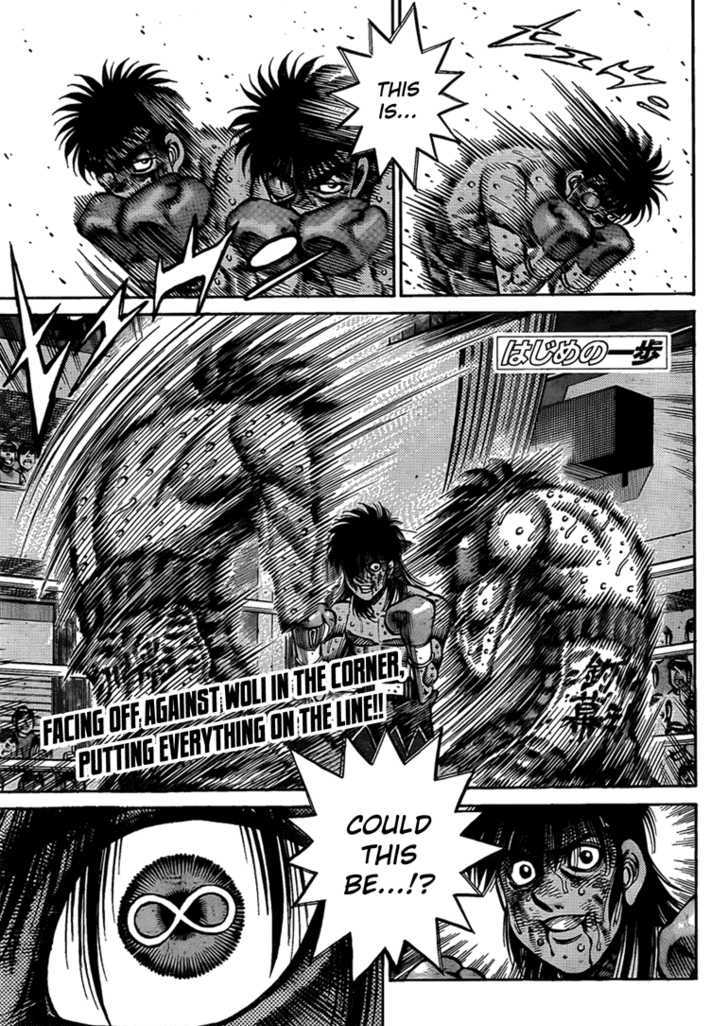 THIS
IS...
はじめの一歩
FACING OFF AGAINST WOLI IN THE CORNER,
PUTTING EVERYTHING ON THE LINE!!
COULD
THIS
BE...!?